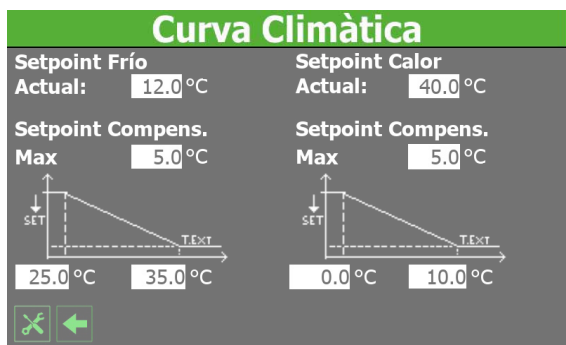 Curva Climàtica
Setpoint Frío
Actual: 12.0 °C
Setpoint Compens.
Max 5.0 °C
SET
T.EXT
25.0 °C 35.0 °C
Setpoint Calor
Actual: 40.0 °C
Setpoint Compens.
Max 5.0 °C
SET
T.EXT
0.0 °C 10.0 °C